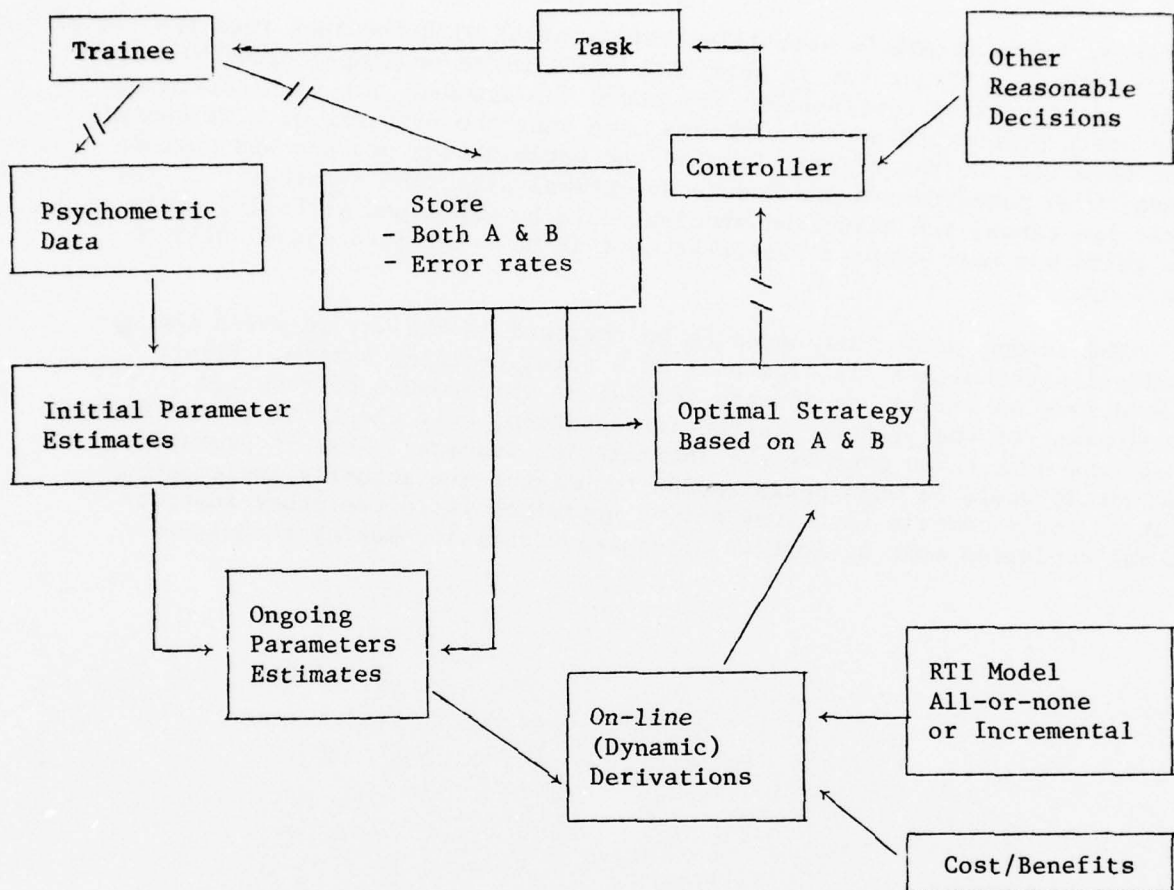 Trainee
Task
Other
Reasonable
Decisions
Controller
Psychometric
Data
Store
- Both A & B
- Error rates
Initial Parameter
Estimates
Optimal Strategy
Based on A & B
Ongoing
Parameters
Estimates
On-line
(Dynamic)
Derivations
RTI Model
All-or-none
or Incremental
Cost/Benefits